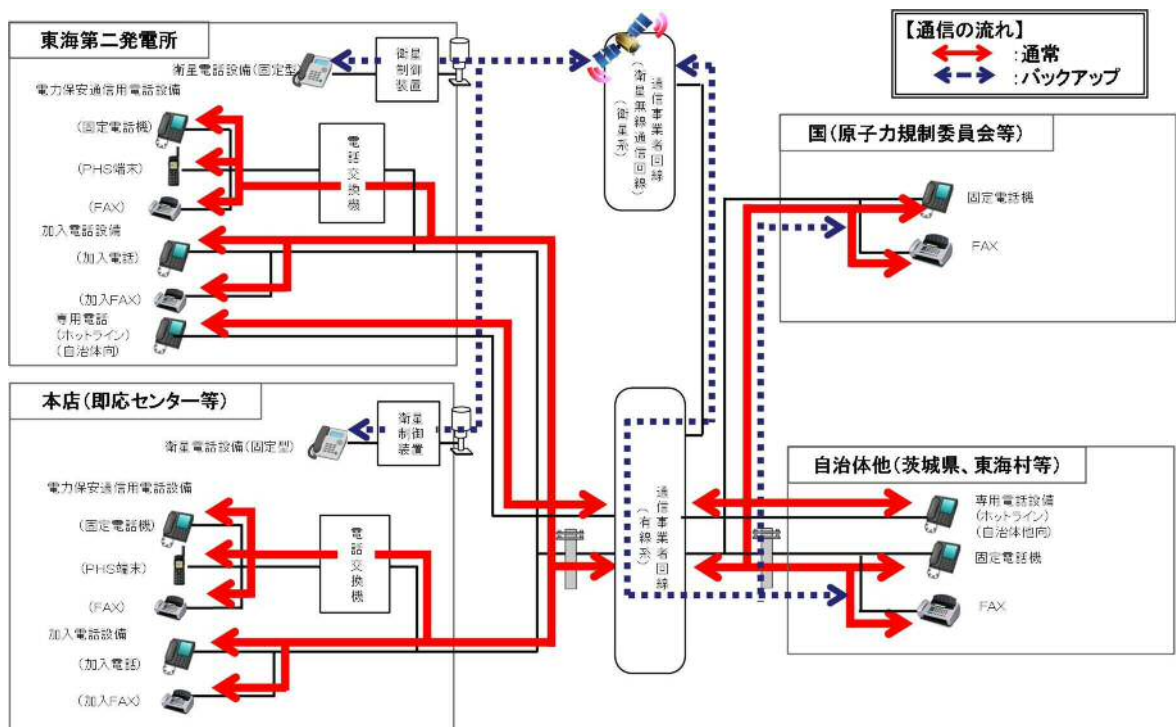 東海第二発電所
衛星電話設備(固定型)
衛星制御装置
電力保安通信用電話設備
(固定電話機)
(PHS端末)
(FAX)
電話交換機
加入電話設備
(加入電話)
(加入FAX)
専用電話
(ホットライン)
(自治体向)
通信事業者回線
(衛星無線通信回線)
(衛星系)
【通信の流れ】
:通常
:バックアップ
国(原子力規制委員会等)
固定電話機
FAX
本店(即応センター等)
衛星電話設備(固定型)
衛星制御装置
電力保安通信用電話設備
(固定電話機)
(PHS端末)
(FAX)
電話交換機
加入電話設備
(加入電話)
(加入FAX)
通信事業者回線
(有線系)
自治体他(茨城県、東海村等)
専用電話設備
(ホットライン)
(自治体他向)
固定電話機
FAX